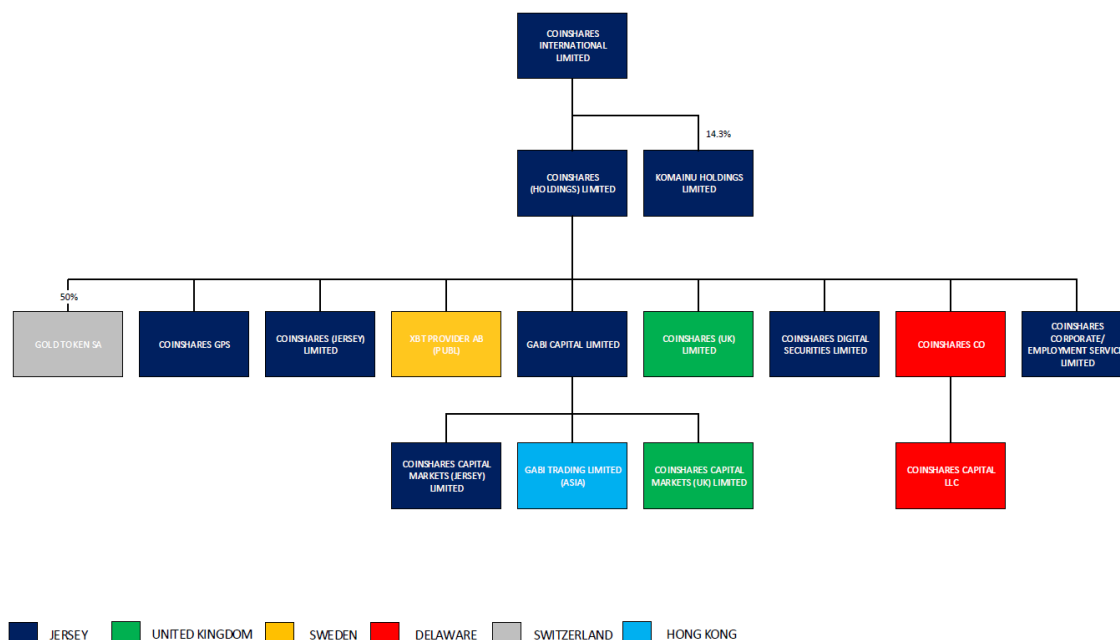 COINSHARES
INTERNATIONAL
LIMITED
14.3%
COINSHARES
(HOLDINGS) LIMITED
KOMAINU HOLDINGS
LIMITED
50%
GOLD TOKEN SA
COINSHARES GPS
COINSHARES (JERSEY)
LIMITED
XBT PROVIDER AB
(PUBL)
GABI CAPITAL LIMITED
COINSHARES (UK)
LIMITED
COINSHARES DIGITAL
SECURITIES LIMITED
COINSHARES CO
COINSHARES
CORPORATE/
EMPLOYMENT SERVICE
LIMITED
COINSHARES CAPITAL
MARKETS (JERSEY)
LIMITED
GABI TRADING LIMITED
(ASIA)
COINSHARES CAPITAL
MARKETS (UK) LIMITED
COINSHARES CAPITAL
LLC
JERSEY
UNITED KINGDOM
SWEDEN
DELAWARE
SWITZERLAND
HONG KONG